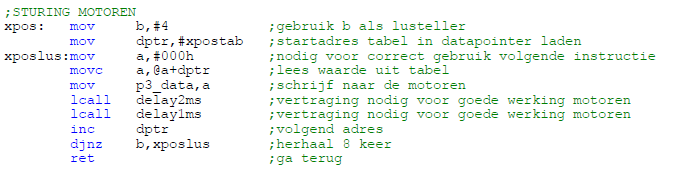 ;STURING MOTOREN
xpos: mov b,#4 ;gebruik b als lusteller
mov dptr,#xpostab ;startadres tabel in datapointer laden
xposlus:mov a,#000h ;nodig voor correct gebruik volgende instructie
movc a,@a+dptr ;lees waarde uit tabel
mov p3_data,a ;schrijf naar de motoren
lcall delay2ms ;vertraging nodig voor goede werking motoren
lcall delay1ms ;vertraging nodig voor goede werking motoren
inc dptr ;volgend adres
djnz b,xposlus ;herhaal 8 keer
ret ;ga terug